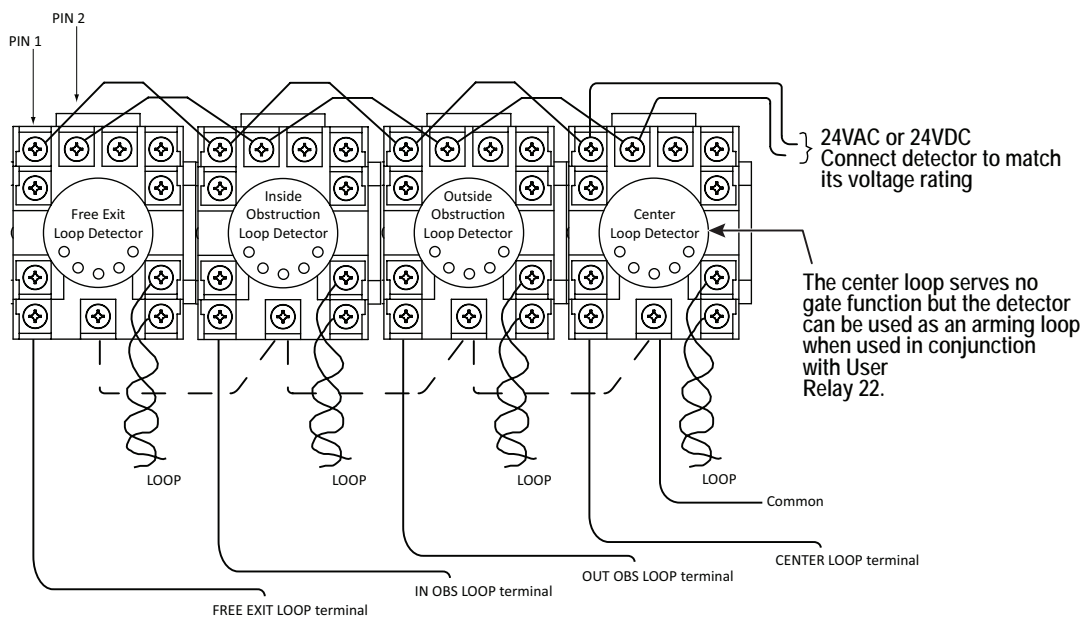 PIN 2
PIN 1
24VAC or 24VDC
Connect detector to match
its voltage rating
Free Exit
Loop Detector
Inside
Obstruction
Loop Detector
Outside
Obstruction
Loop Detector
Center
Loop Detector
The center loop serves no
gate function but the detector
can be used as an arming loop
when used in conjunction
with User
Relay 22.
LOOP
LOOP
LOOP
LOOP
Common
CENTER LOOP terminal
OUT OBS LOOP terminal
IN OBS LOOP terminal
FREE EXIT LOOP terminal